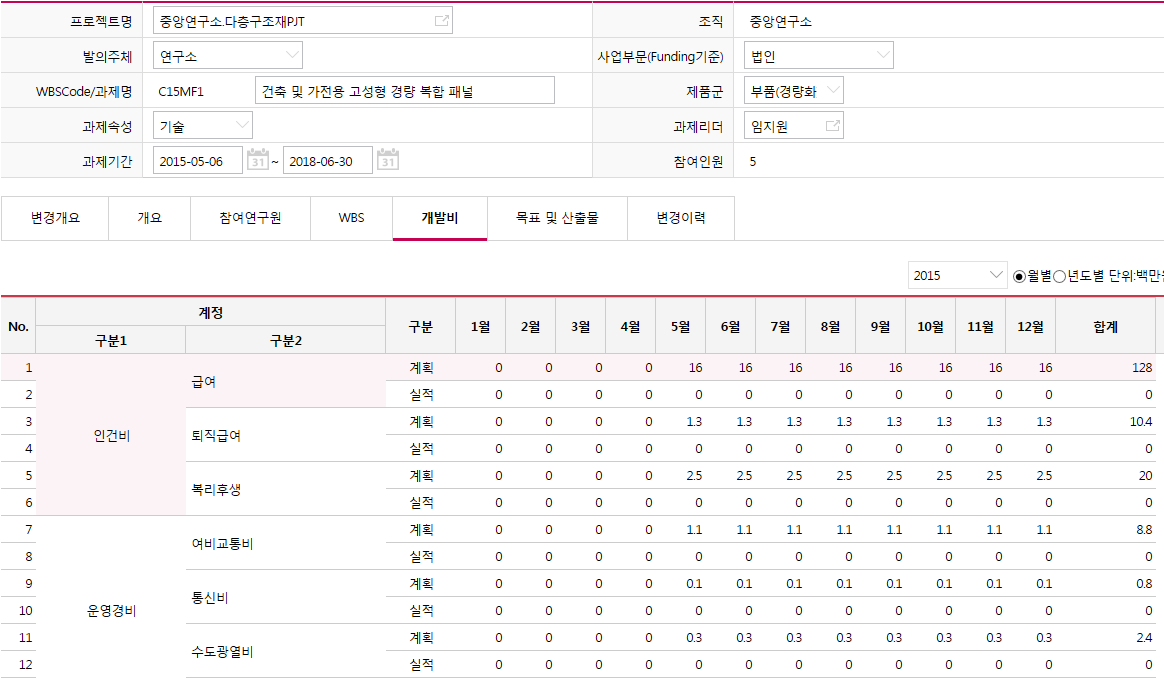 프로젝트명 중앙연구소.다층구조재PJT 조직 중앙연구소
발의주체 연구소 사업부문(Funding기준) 법인
WBSCode/과제명 C15MF1 건축 및 가전용 고성형 경량 복합 패널 제품군 부품(경량화
과제속성 기술 과제리더 임지원
과제기간 2015-05-06 31 ~ 2018-06-30 31 참여인원 5
변경개요 개요 참여연구원 WBS 개발비 목표 및 산출물 변경이력
2015 월별 년도별 단위:백만원
No. 계정 구분 1월 2월 3월 4월 5월 6월 7월 8월 9월 10월 11월 12월 합계
구분1 구분2
1 인건비 급여 계획 0 0 0 0 16 16 16 16 16 16 16 16 128
2 실적 0 0 0 0 0 0 0 0 0 0 0 0 0
3 퇴직급여 계획 0 0 0 0 1.3 1.3 1.3 1.3 1.3 1.3 1.3 1.3 10.4
4 실적 0 0 0 0 0 0 0 0 0 0 0 0 0
5 복리후생 계획 0 0 0 0 2.5 2.5 2.5 2.5 2.5 2.5 2.5 2.5 20
6 실적 0 0 0 0 0 0 0 0 0 0 0 0 0
7 운영경비 여비교통비 계획 0 0 0 0 1.1 1.1 1.1 1.1 1.1 1.1 1.1 1.1 8.8
8 실적 0 0 0 0 0 0 0 0 0 0 0 0 0
9 통신비 계획 0 0 0 0 0.1 0.1 0.1 0.1 0.1 0.1 0.1 0.1 0.8
10 실적 0 0 0 0 0 0 0 0 0 0 0 0 0
11 수도광열비 계획 0 0 0 0 0.3 0.3 0.3 0.3 0.3 0.3 0.3 0.3 2.4
12 실적 0 0 0 0 0 0 0 0 0 0 0 0 0